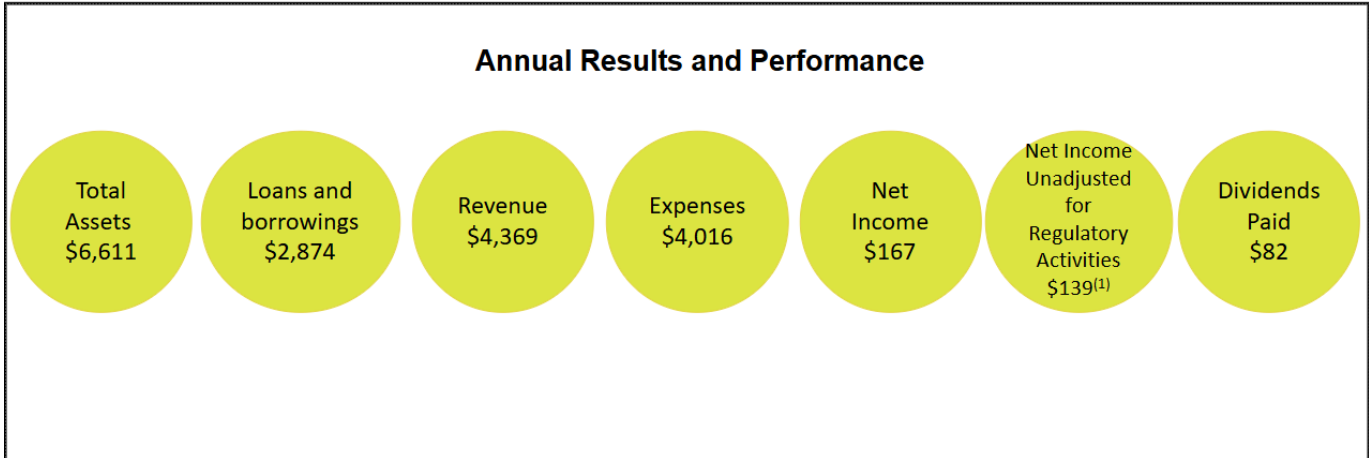 Annual Results and Performance
Total
Assets
$6,611
Loans and
borrowings
$2,874
Revenue
$4,369
Expenses
$4,016
Net
Income
$167
Net Income
Unadjusted
for
Regulatory
Activities
$139(1)
Dividends
Paid
$82